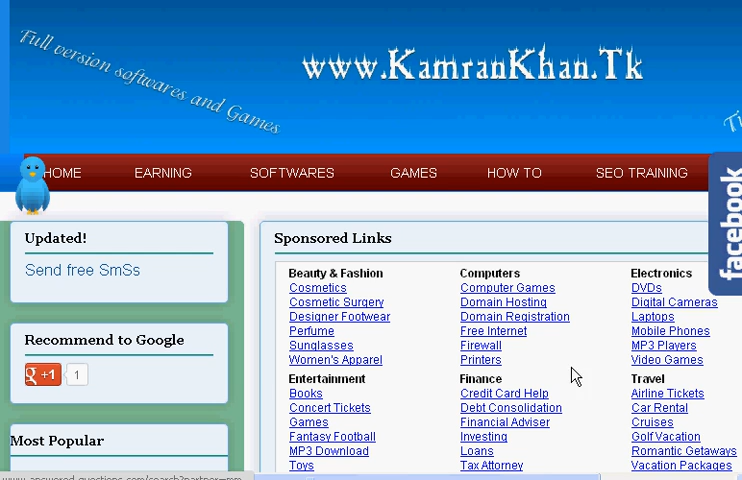 Full version softwares and Games
www.KamranKhan.Tk
HOME EARNING SOFTWARES GAMES HOW TO SEO TRAINING
facebook
Updated!
Send free SmSs
Recommend to Google
+1 1
Most Popular
Sponsored Links
Beauty & Fashion
Cosmetics
Cosmetic Surgery
Designer Footwear
Perfume
Sunglasses
Women's Apparel
Computers
Computer Games
Domain Hosting
Domain Registration
Free Internet
Firewall
Printers
Electronics
DVDs
Digital Cameras
Laptops
Mobile Phones
MP3 Players
Video Games
Entertainment
Books
Concert Tickets
Games
Fantasy Football
MP3 Download
Toys
Finance
Credit Card Help
Debt Consolidation
Financial Adviser
Investing
Loans
Tax Attorney
Travel
Airline Tickets
Car Rental
Cruises
Golf Vacation
Romantic Getaways
Vacation Packages